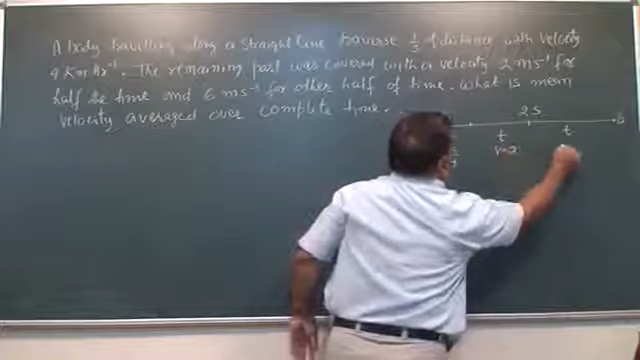 A body travelling along a straight line traverse 1/3 of distance with velocity
4 km hr⁻¹. The remaining part was covered with a velocity 2 ms⁻¹ for
half the time and 6 ms⁻¹ for other half of time. What is mean
velocity averaged over complete time.
2S
B
t t
v=2